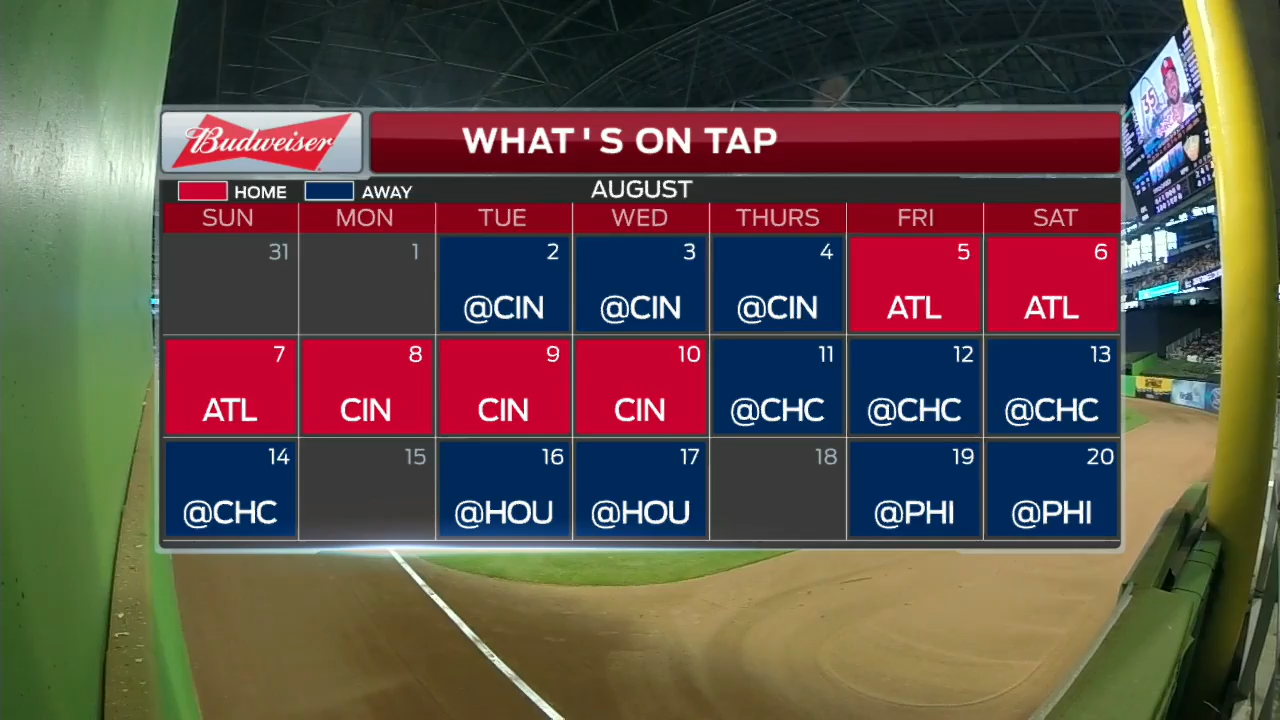 Budweiser
WHAT'S ON TAP
HOME AWAY AUGUST
SUN MON TUE WED THURS FRI SAT
31 1 2 3 4 5 6
@CIN @CIN @CIN ATL ATL
7 8 9 10 11 12 13
ATL CIN CIN CIN @CHC @CHC @CHC
14 15 16 17 18 19 20
@CHC @HOU @HOU @PHI @PHI
35